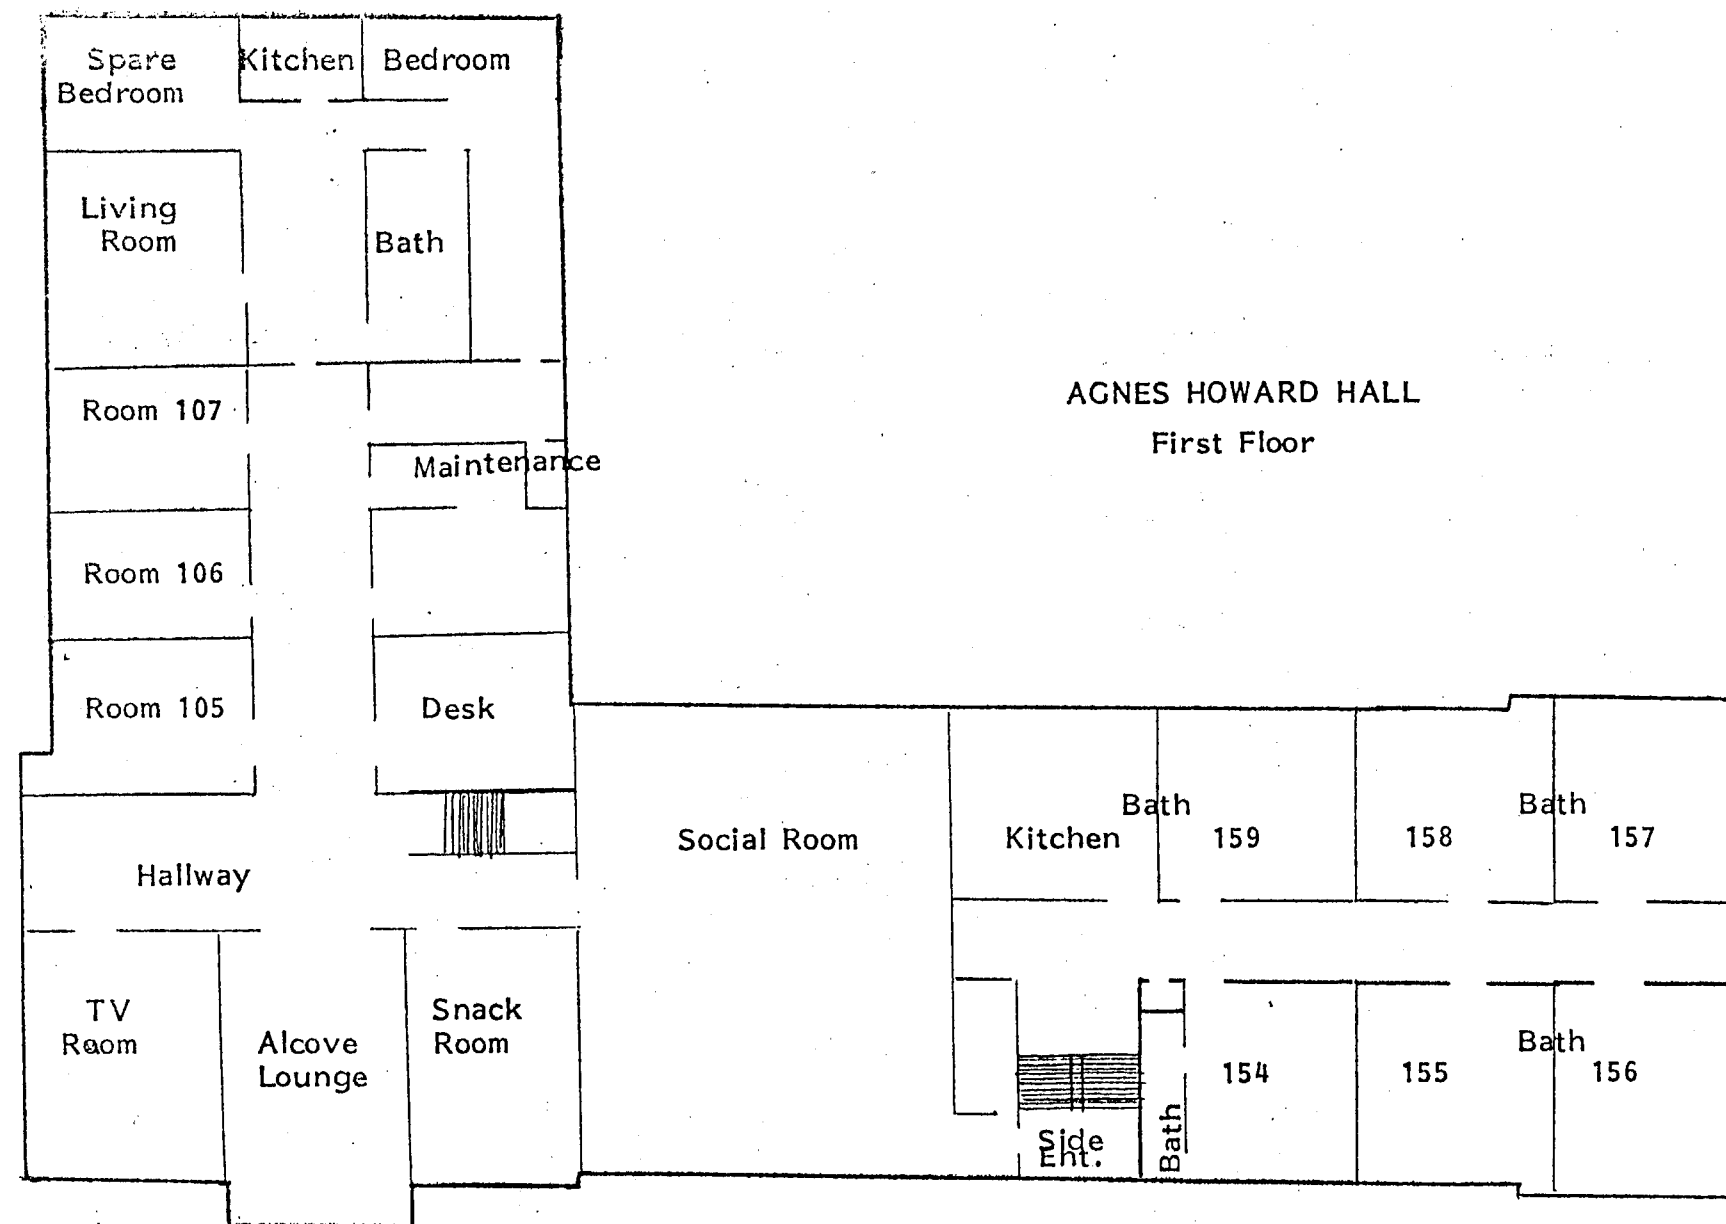 Spare
Bedroom
Kitchen
Bedroom
Living
Room
Bath
AGNES HOWARD HALL
First Floor
Room 107
Maintenance
Room 106
Room 105
Desk
Social Room
Kitchen
Bath
159
158
Bath
157
Hallway
TV
Room
Alcove
Lounge
Snack
Room
Side
Ent.
Bath
154
155
Bath
156